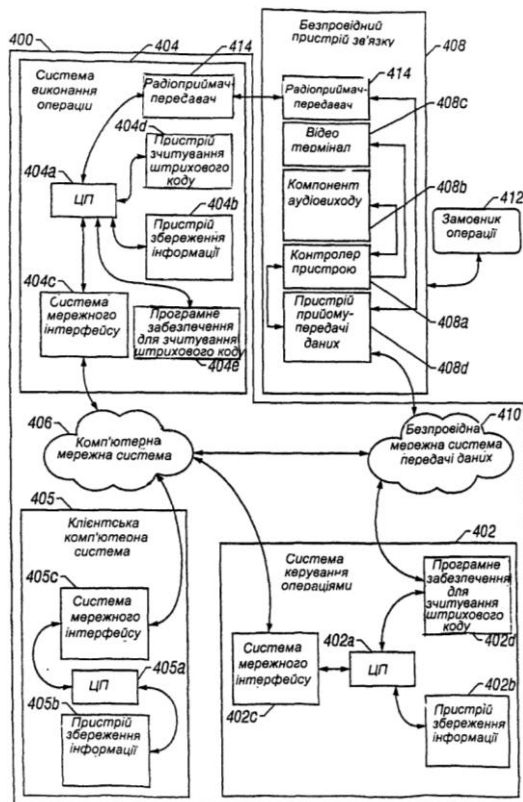 400
404
414
Система
виконання
операції
Радіоприймач-
передавач
404d
404a
Пристрій
зчитування
штрихового
коду
ЦП
404b
Пристрій
збереження
інформації
404c
Система
мережного
інтерфейсу
Програмне
забезпечення
для зчитування
штрихового коду
404e
Безпровідний
пристрій зв'язку
408
414
Радіоприймач-
передавач
408c
Відео
термінал
Компонент
аудіовиходу
408b
412
Замовник
операції
Контролер
пристрою
408a
Пристрій
прийому-
передачі
даних
408d
406
Комп'ютерна
мережна система
410
Безпровідна
мережна система
передачі даних
405
Клієнтська
комп'ютерна
система
405c
Система
мережного
інтерфейсу
405a
ЦП
405b
Пристрій
збереження
інформації
402
Система
керування
операціями
Програмне
забезпечення
для
зчитування
штрихового
коду
402d
402a
Система
мережного
інтерфейсу
402c
ЦП
402b
Пристрій
збереження
інформації